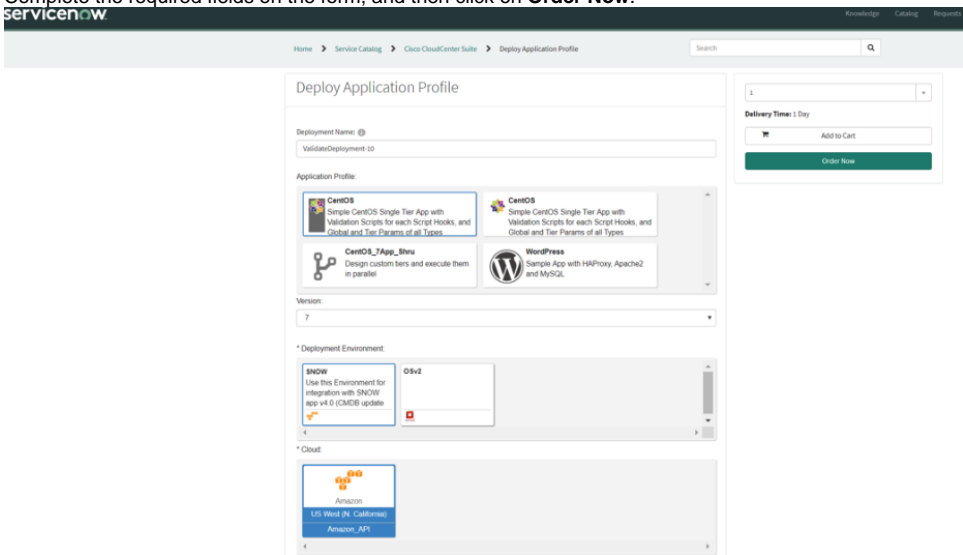 Complete the required fields on the form, and then click on Order Now.
servicenow
Knowledge Catalog Requests
Home > Service Catalog > Cisco CloudCenter Suite > Deploy Application Profile
Search
Deploy Application Profile
1
Delivery Time: 1 Day
Add to Cart
Order Now
Deployment Name:
ValidateDeployment-10
Application Profile:
CentOS
Simple CentOS Single Tier App with
Validation Scripts for each Script Hooks, and
Global and Tier Params of all Types
CentOS
Simple CentOS Single Tier App with
Validation Scripts for each Script Hooks, and
Global and Tier Params of all Types
CentOS_7App_Shru
Design custom tiers and execute them
in parallel
WordPress
Sample App with HAProxy, Apache2
and MySQL.
Version:
7
* Deployment Environment:
SNOW
Use this Environment for
integration with SNOW
app v4.0 (CMDB update
OSv2
* Cloud:
Amazon
US West (N. California)
Amazon_API